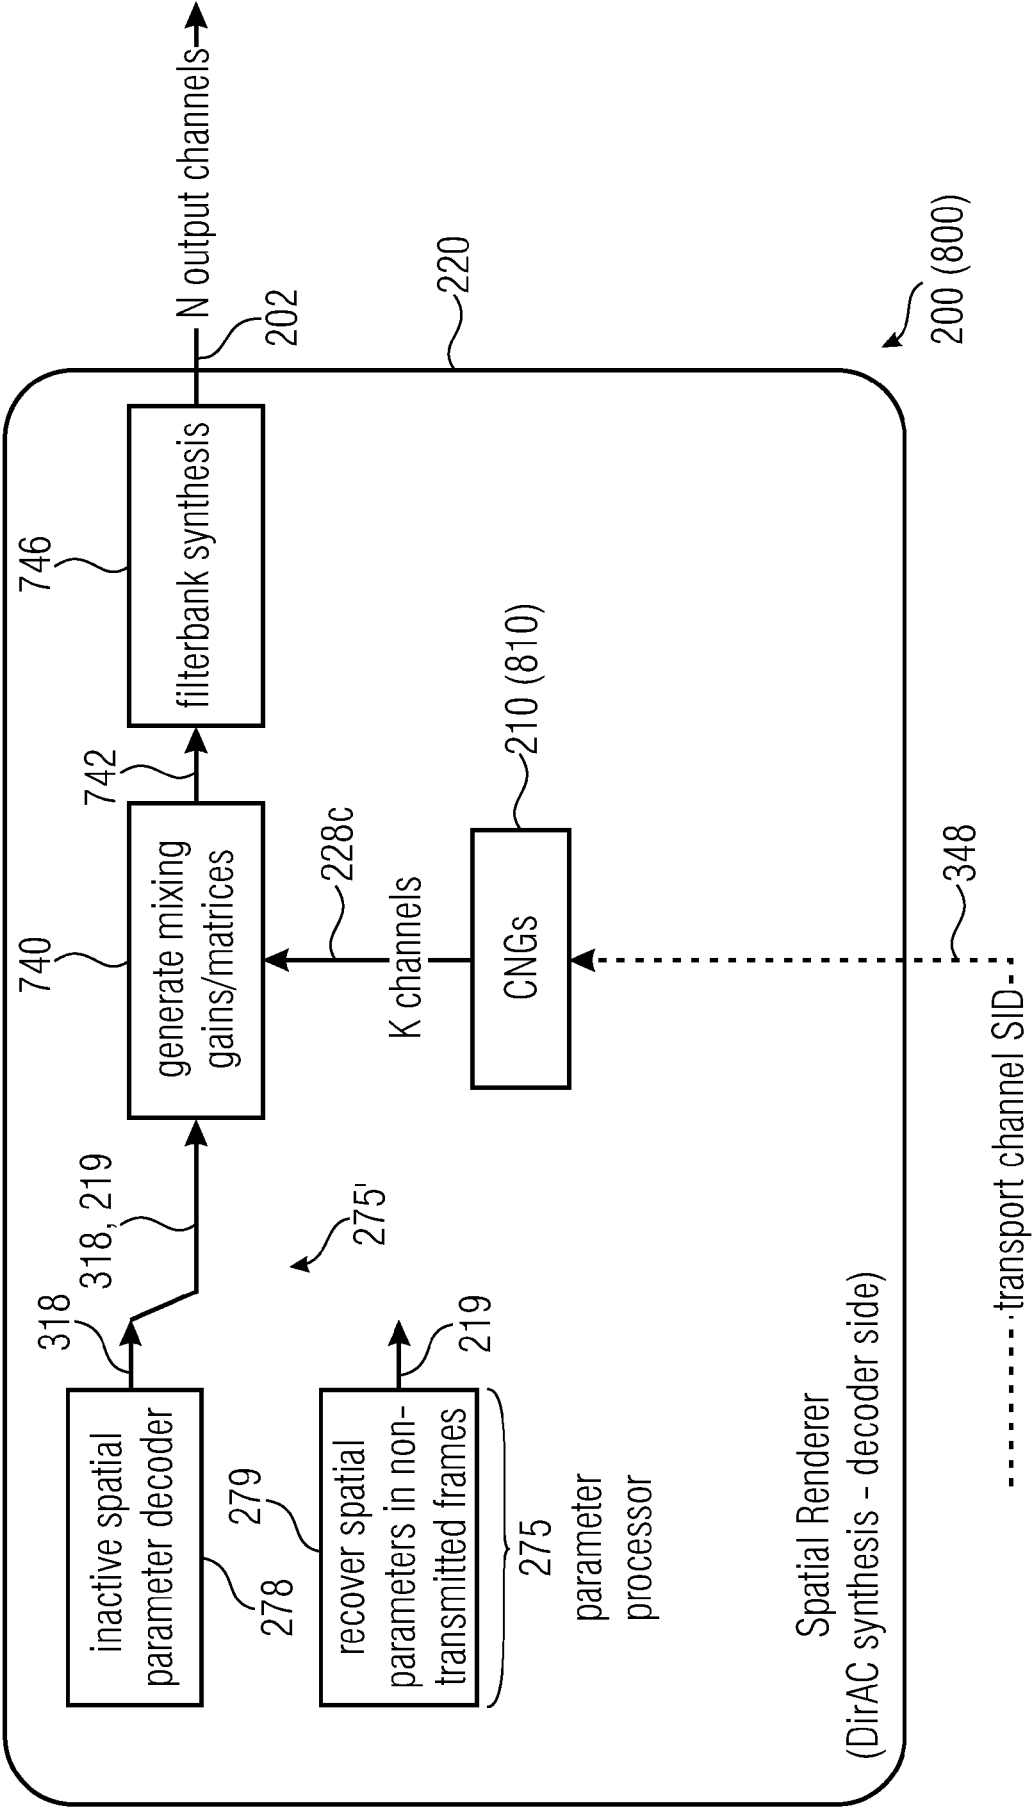 746
742
740
318, 219
318
filterbank synthesis
generate mixing
gains/matrices
inactive spatial
parameter decoder
278
N output channels
202
228c
K channels
275'
219
279
recover spatial
parameters in non-
transmitted frames
275
parameter
processor
220
210 (810)
CNGs
Spatial Renderer
(DirAC synthesis - decoder side)
200 (800)
348
transport channel SID